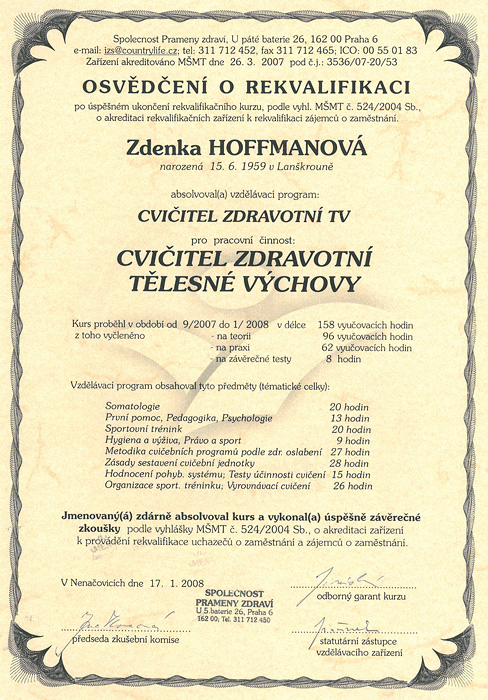 Společnost Prameny zdraví, U páté baterie 26, 162 00 Praha 6
e-mail: izs@countrylife.cz; tel: 311 712 452, fax 311 712 465; ICO: 00 55 01 83
Zařízení akreditováno MŠMT dne 26. 3. 2007 pod č.j.: 3536/07-20/53
OSVĚDČENÍ O REKVALIFIKACI
po úspěšném ukončení rekvalifikačního kurzu, podle vyhl. MŠMT č. 524/2004 Sb.,
o akreditaci rekvalifikačních zařízení k rekvalifikaci zájemců o zaměstnání.
Zdenka HOFFMANOVÁ
narozená 15. 6. 1959 v Lanškrouně
absolvoval(a) vzdělávací program:
CVIČITEL ZDRAVOTNÍ TV
pro pracovní činnost:
CVIČITEL ZDRAVOTNÍ
TĚLESNÉ VÝCHOVY
Kurs proběhl v období od 9/2007 do 1/ 2008 v délce 158 vyučovacích hodin
z toho vyčleněno - na teorii 96 vyučovacích hodin
- na praxi 62 vyučovacích hodin
- na závěrečné testy 8 hodin
Vzdělávací program obsahoval tyto předměty (tématické celky):
Somatologie 20 hodin
První pomoc, Pedagogika, Psychologie 13 hodin
Sportovní trénink 20 hodin
Hygiena a výživa, Právo a sport 9 hodin
Metodika cvičebních programů podle zdr. oslabení 27 hodin
Zásady sestavení cvičební jednotky 28 hodin
Hodnocení pohyb. systému; Testy účinnosti cvičení 15 hodin
Organizace sport. tréninku; Vyrovnávací cvičení 26 hodin
Jmenovaný(á) zdárně absolvoval kurs a vykonal(a) úspěšně závěrečné
zkoušky podle vyhlášky MŠMT č. 524/2004 Sb., o akreditaci zařízení
k provádění rekvalifikace uchazečů o zaměstnání a zájemců o zaměstnání.
V Nenačovicích dne 17. 1. 2008
SPOLEČNOST
PRAMENY ZDRAVÍ
U 5.baterie 26, Praha 6
162 00; Tel. 311 712 450
odborný garant kurzu
předseda zkušební komise
statutární zástupce
vzdělávacího zařízení